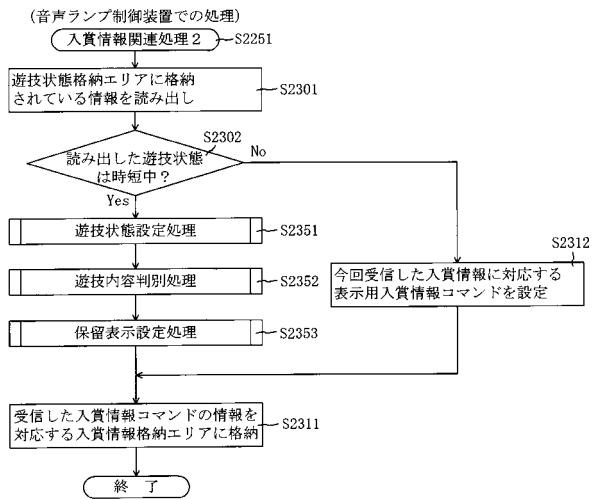 (音声ランプ制御装置での処理)
入賞情報関連処理2
S2251
遊技状態格納エリアに格納
されている情報を読み出し
S2301
S2302
読み出した遊技状態
は時短中?
No
Yes
遊技状態設定処理
S2351
S2312
今回受信した入賞情報に対応する
表示用入賞情報コマンドを設定
遊技内容判別処理
S2352
保留表示設定処理
S2353
受信した入賞情報コマンドの情報を
対応する入賞情報格納エリアに格納
S2311
終 了